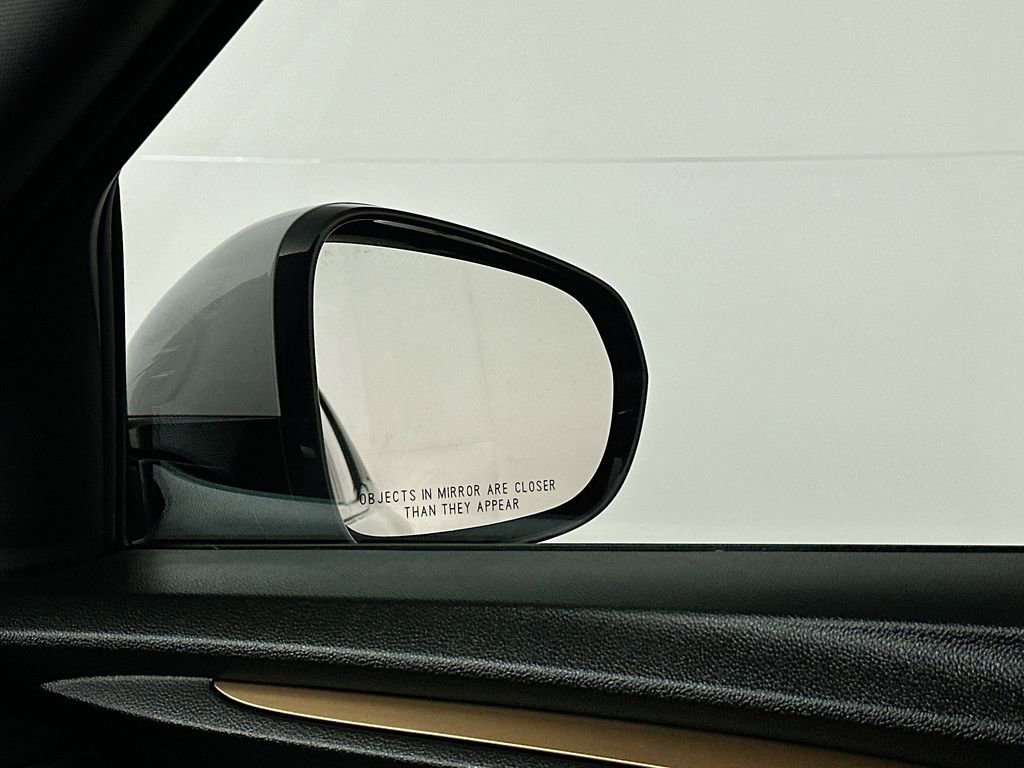 OBJECTS IN MIRROR ARE CLOSER
THAN THEY APPEAR